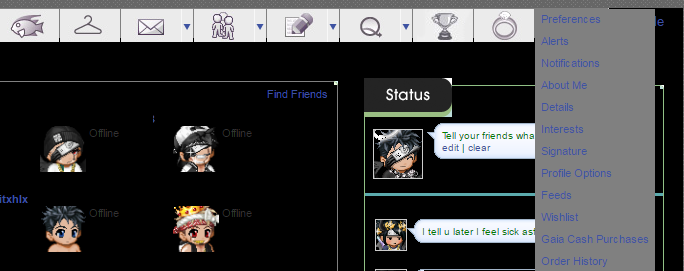 Preferences
Alerts
Notifications
About Me
Details
Interests
Signature
Profile Options
Feeds
Wishlist
Gaia Cash Purchases
Order History
Find Friends
Offline
Offline
itxhlx
Offline
Offline
Status
Tell your friends wha
edit | clear
I tell u later I feel sick ast